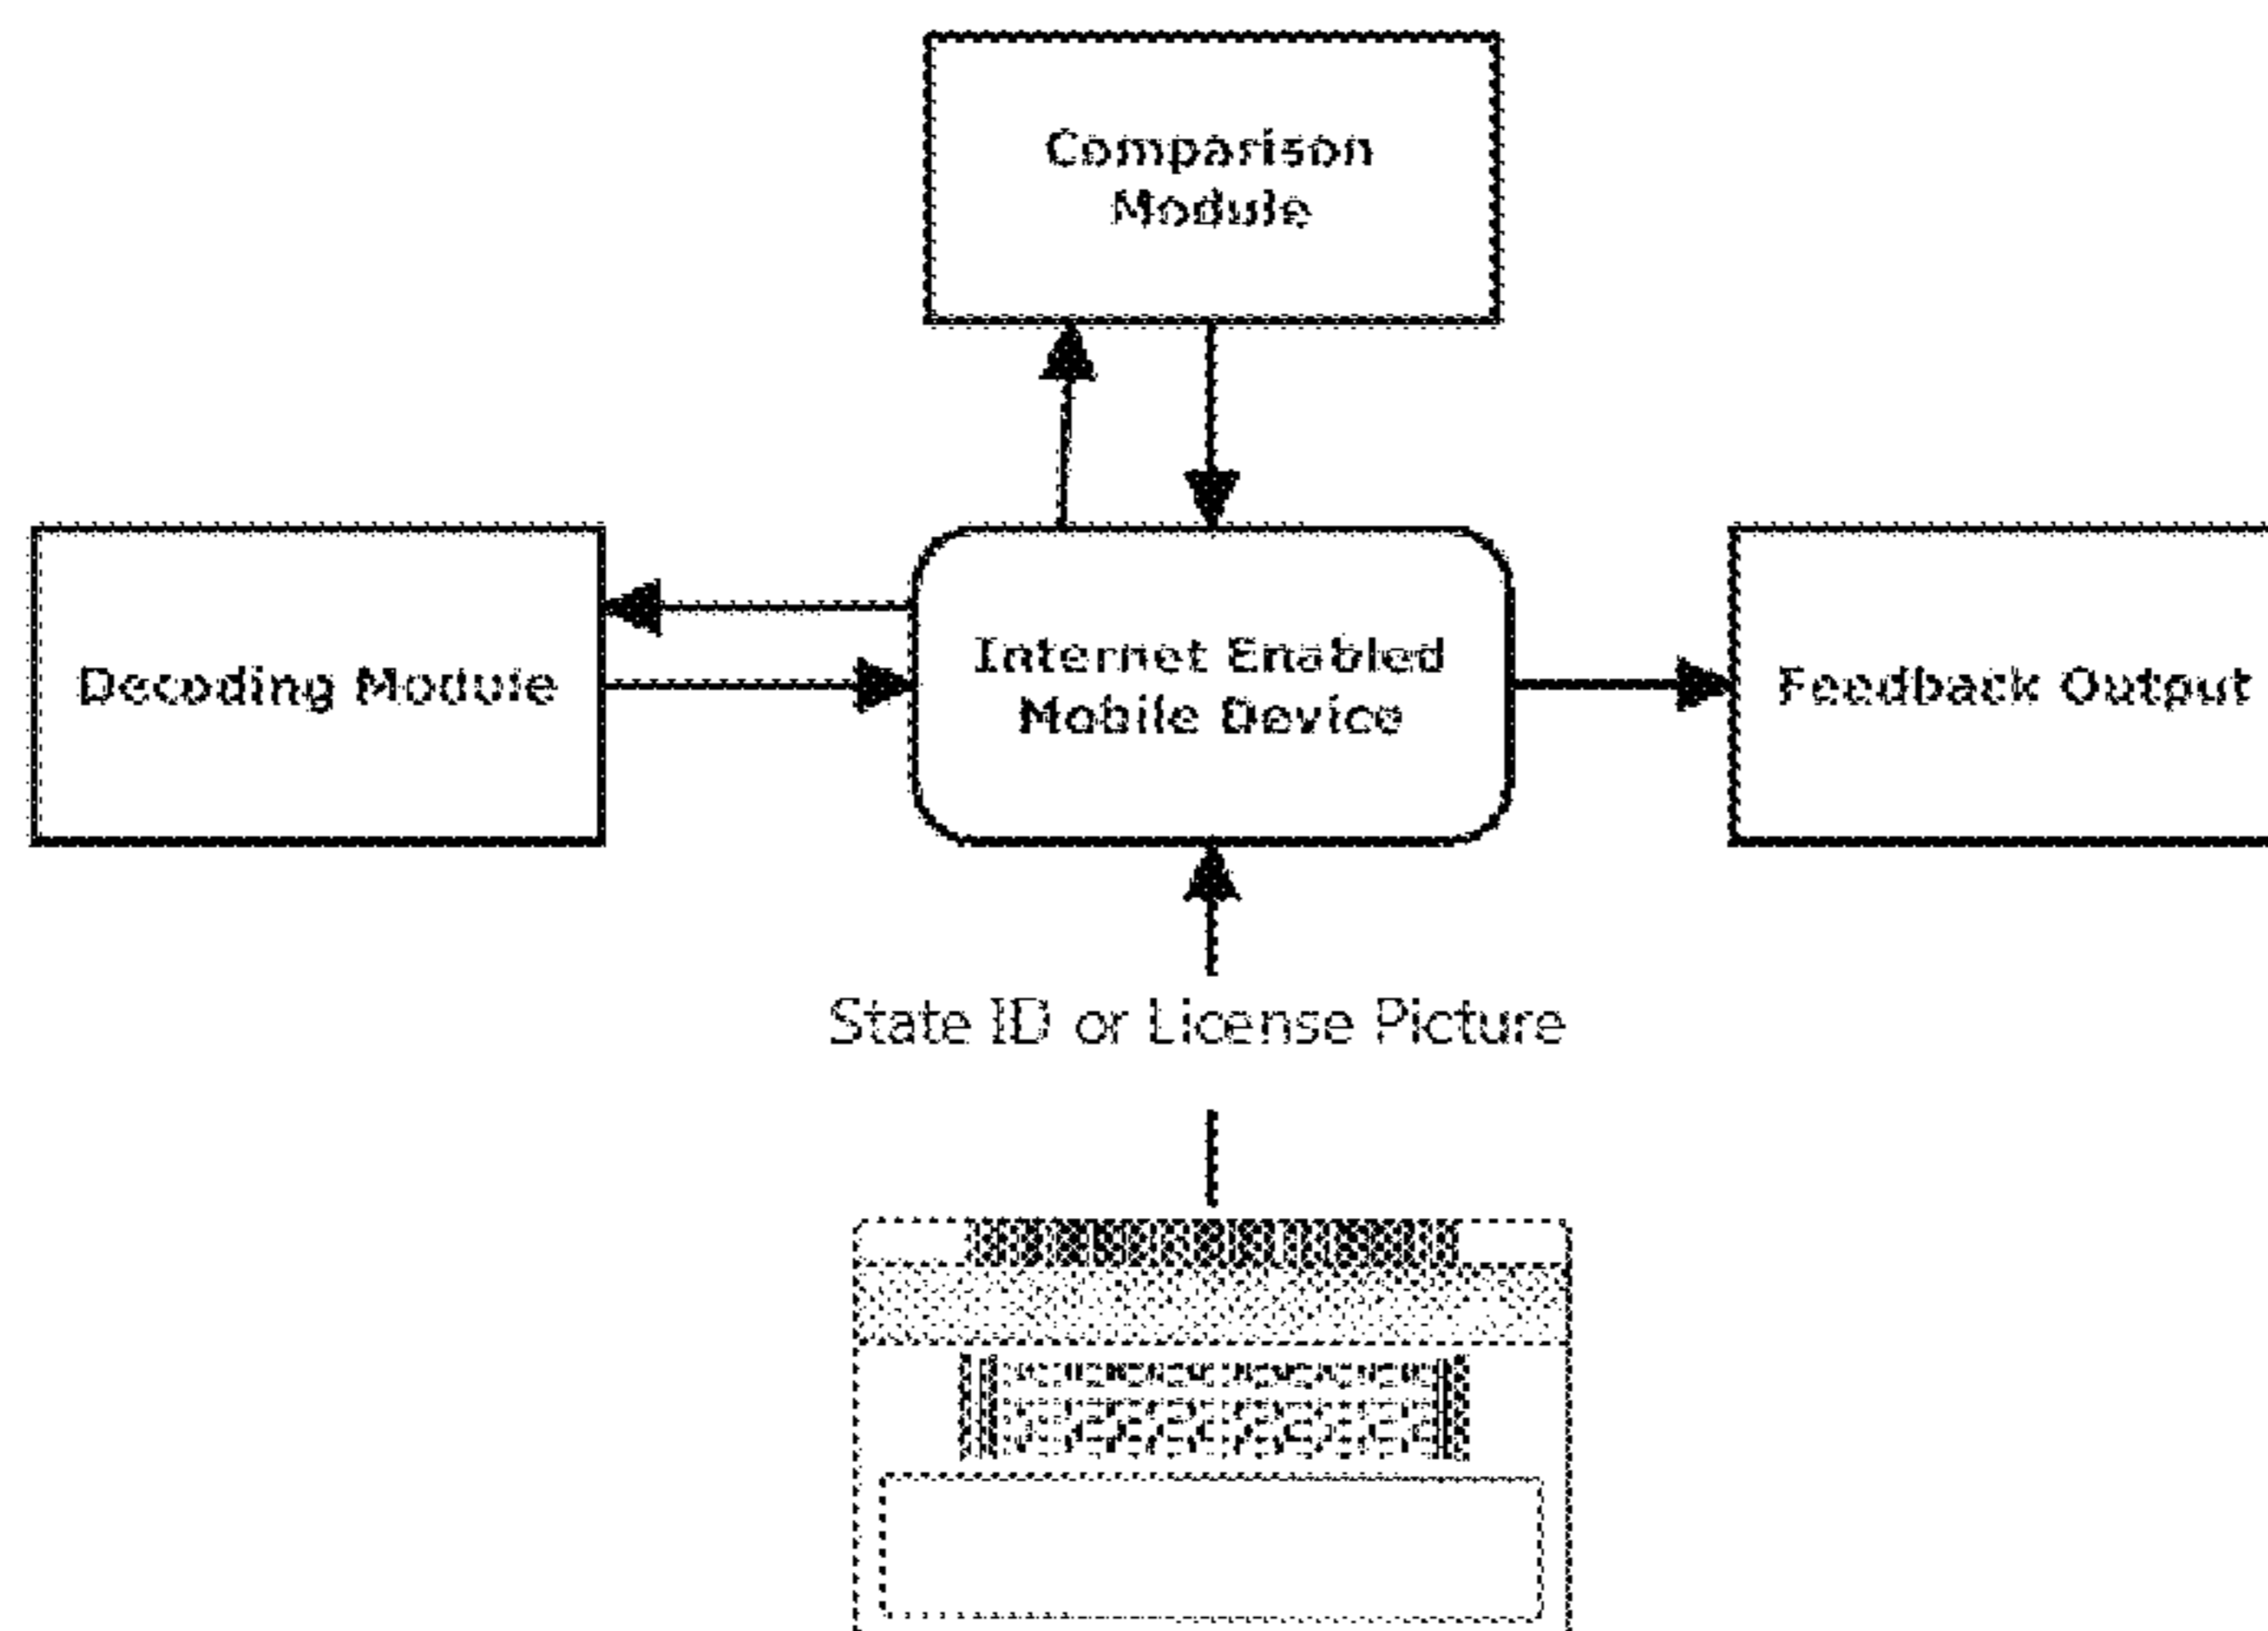 Comparison
Module
Decoding Module
Internet Enabled
Mobile Device
Feedback Output
State ID or License Picture